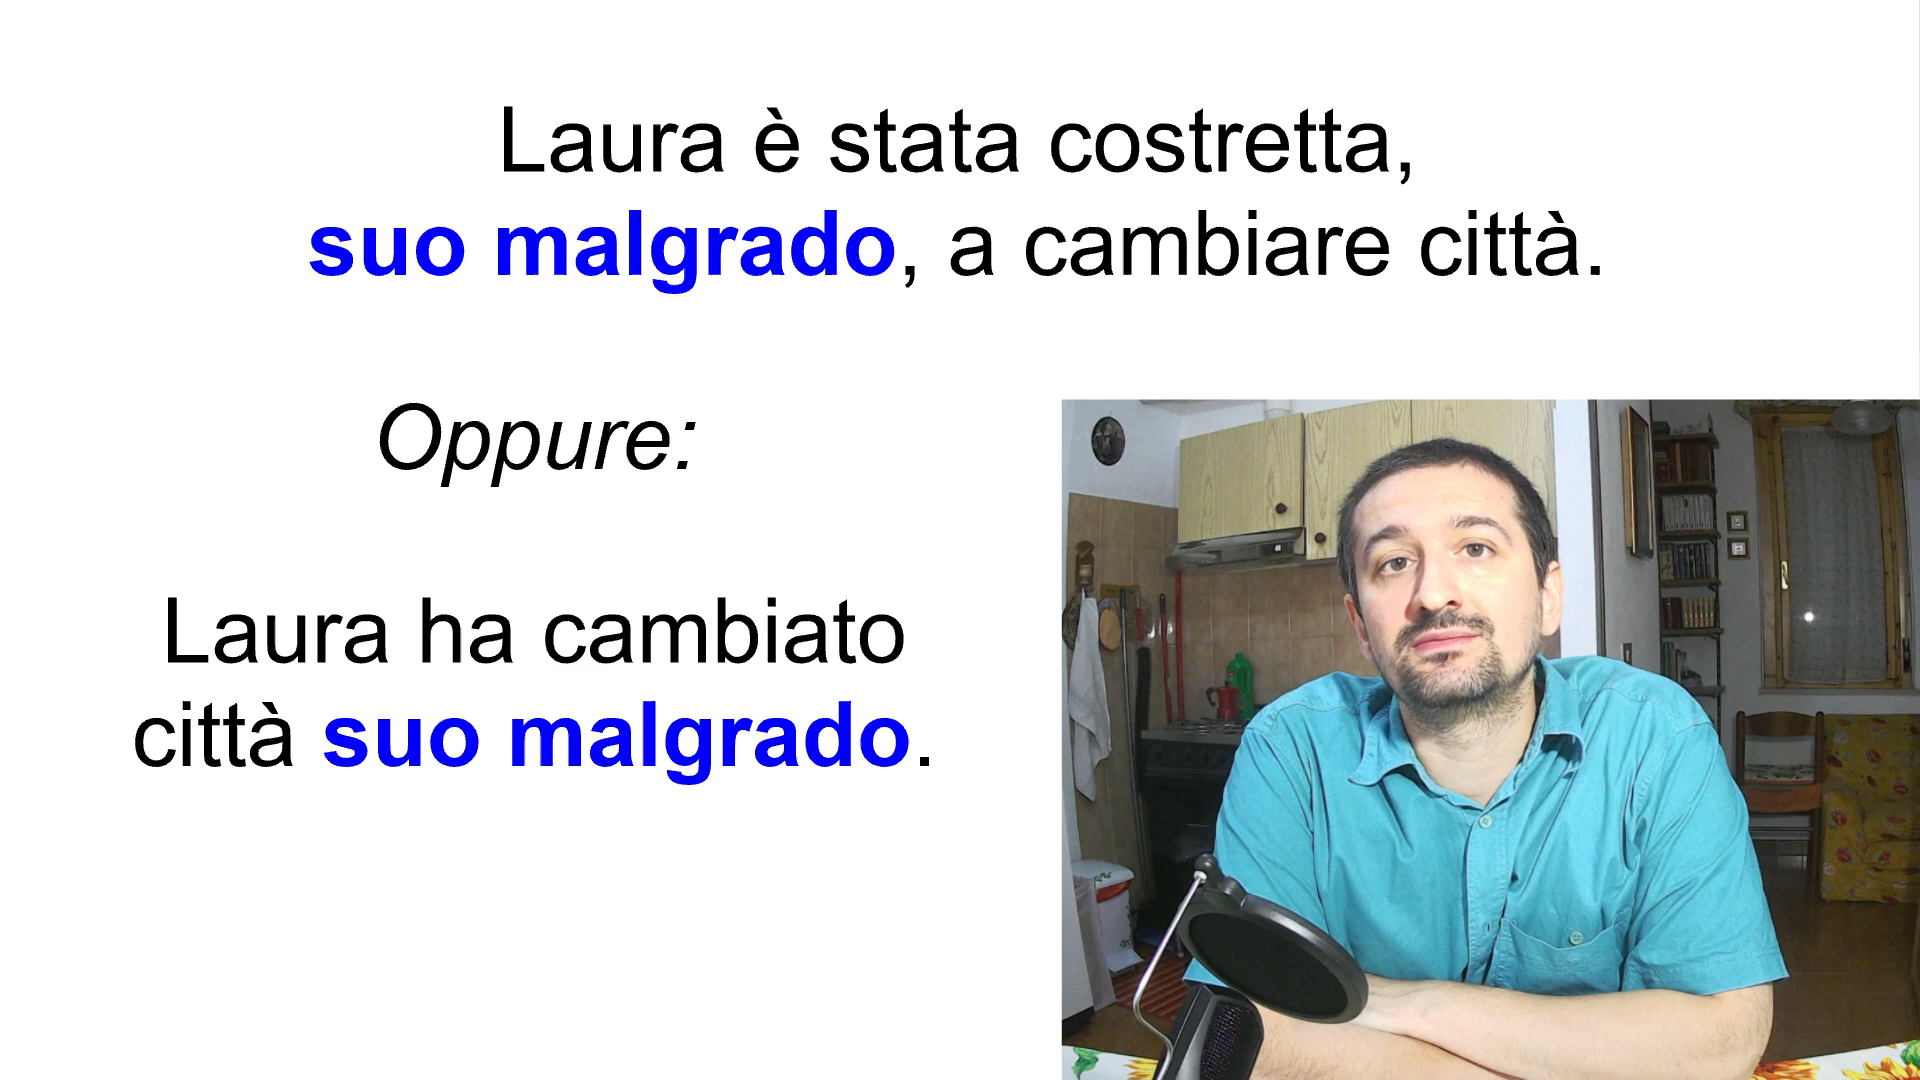 Laura è stata costretta,
suo malgrado, a cambiare città.
Oppure:
Laura ha cambiato
città suo malgrado.